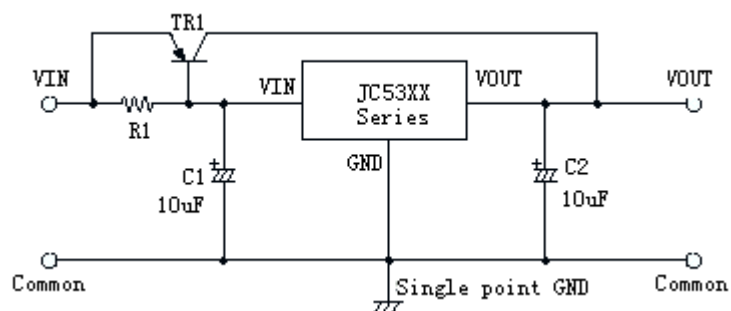 TR1
VIN
VIN
JC53XX
Series
VOUT
VOUT
R1
GND
C1
10uF
C2
10uF
Common
Single point GND
Common